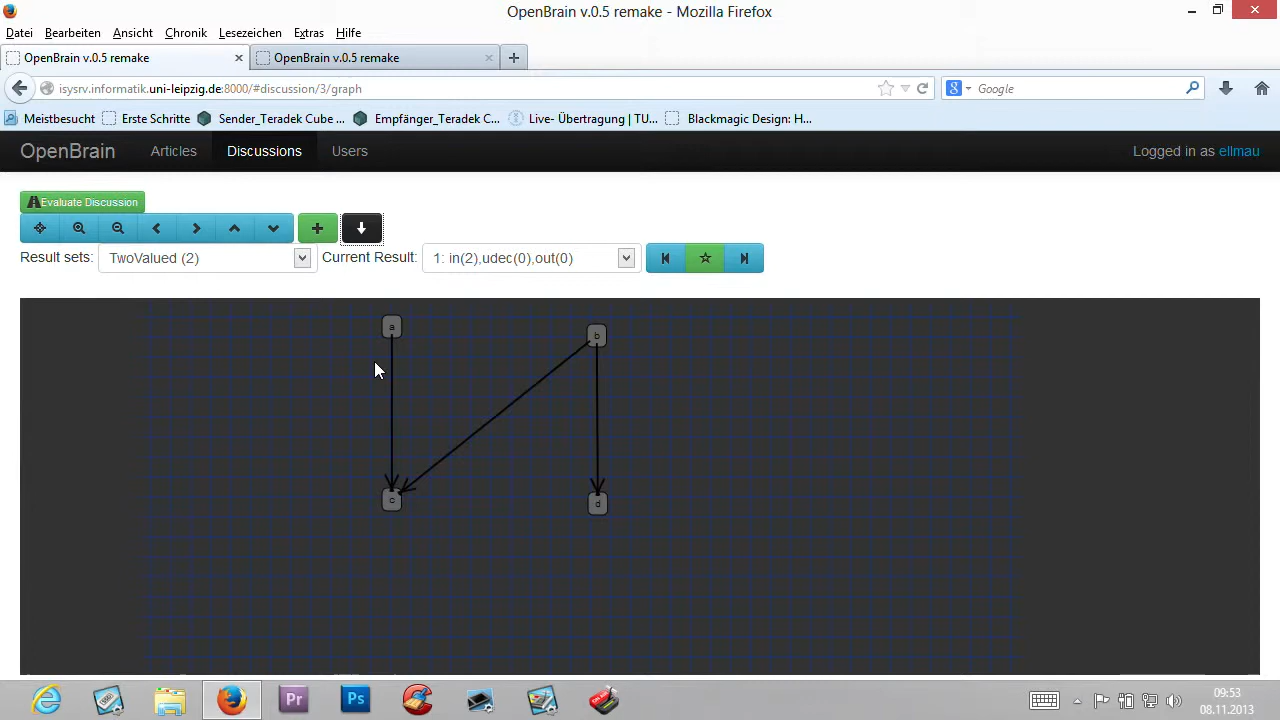 OpenBrain v.0.5 remake - Mozilla Firefox
Datei Bearbeiten Ansicht Chronik Lesezeichen Extras Hilfe
OpenBrain v.0.5 remake OpenBrain v.0.5 remake
isysrv.informatik.uni-leipzig.de:8000/#discussion/3/graph Google
Meistbesucht Erste Schritte Sender_Teradek Cube ... Empfänger_Teradek C... Live- Übertragung | TU... Blackmagic Design: H...
OpenBrain Articles Discussions Users Logged in as ellmau
Evaluate Discussion
Result sets: TwoValued (2) Current Result: 1: in(2),udec(0),out(0)
a b
c d
Pr Ps
09:53
08.11.2013